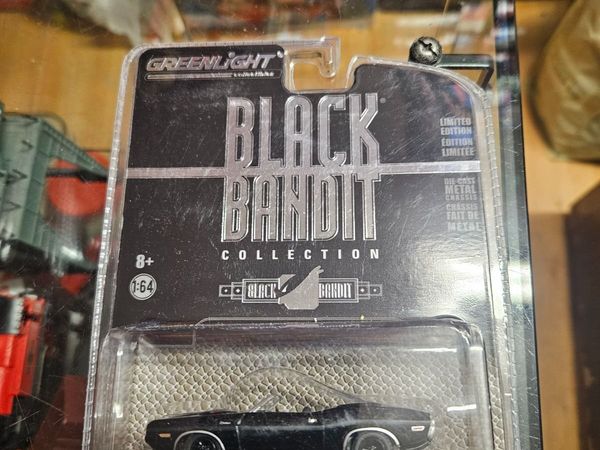 GREENLIGHT
COLLECTIBLES
BLACK
BANDIT
COLLECTION
BLACK BANDIT
8+
1:64
LIMITED
EDITION
ÉDITION
LIMITÉE
DIE-CAST
METAL
CHASSIS
CHÂSSIS
FAIT DE
METAL